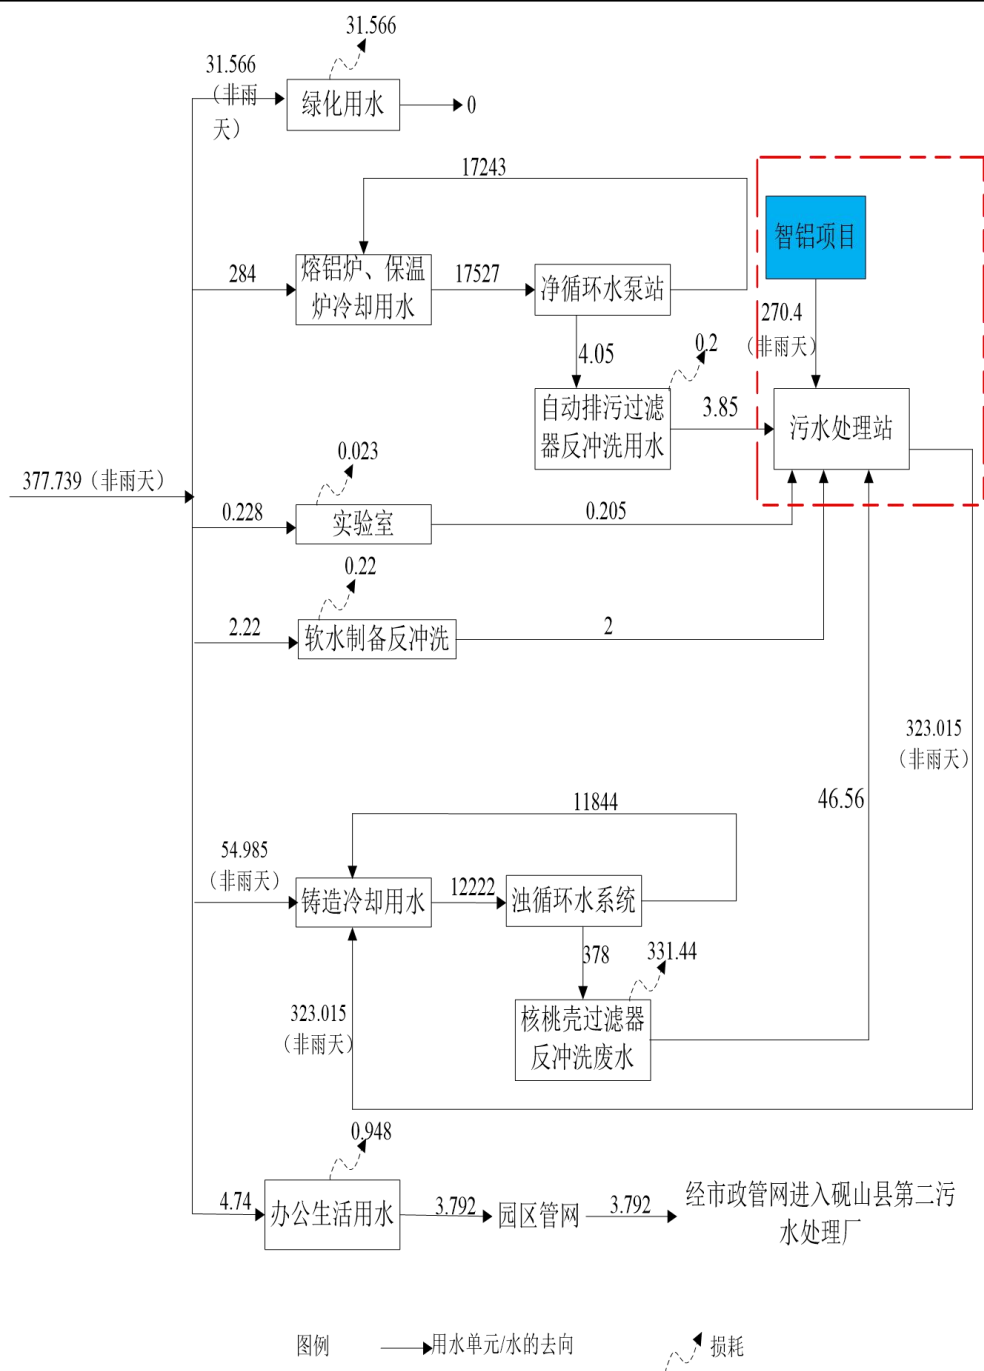 31.566
31.566
（非雨
天）
绿化用水
0
17243
智铝项目
284
熔铝炉、保温
炉冷却用水
17527
净循环水泵站
270.4
（非雨天）
4.05
0.2
自动排污过滤
器反冲洗用水
3.85
污水处理站
377.739（非雨天）
0.023
0.228
实验室
0.205
0.22
2.22
软水制备反冲洗
2
323.015
（非雨天）
46.56
11844
54.985
（非雨天）
铸造冷却用水
12222
浊循环水系统
378
331.44
核桃壳过滤器
反冲洗废水
323.015
（非雨天）
0.948
4.74
办公生活用水
3.792
园区管网
3.792
经市政管网进入砚山县第二污
水处理厂
图例
用水单元/水的去向
损耗